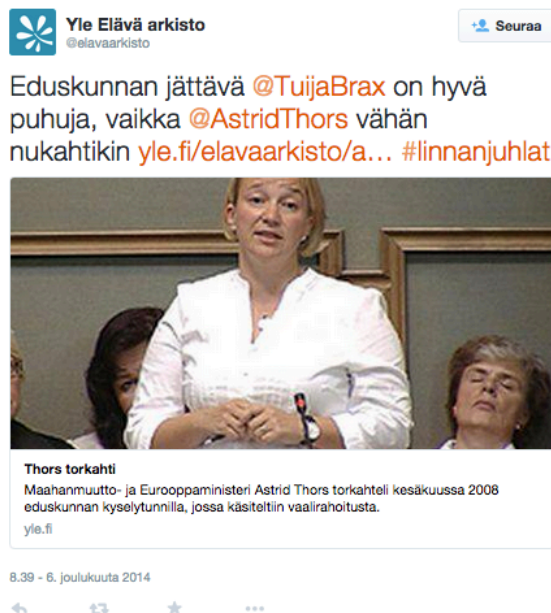 Yle Elävä arkisto
@elavaarkisto
Seuraa
Eduskunnan jättävä @TuijaBrax on hyvä
puhuja, vaikka @AstridThors vähän
nukahtikin yle.fi/elavaarkisto/a... #linnanjuhlat
Thors torkahti
Maahanmuutto- ja Eurooppaministeri Astrid Thors torkahteli kesäkuussa 2008
eduskunnan kyselytunnilla, jossa käsiteltiin vaalirahoitusta.
yle.fi
8.39 - 6. joulukuuta 2014